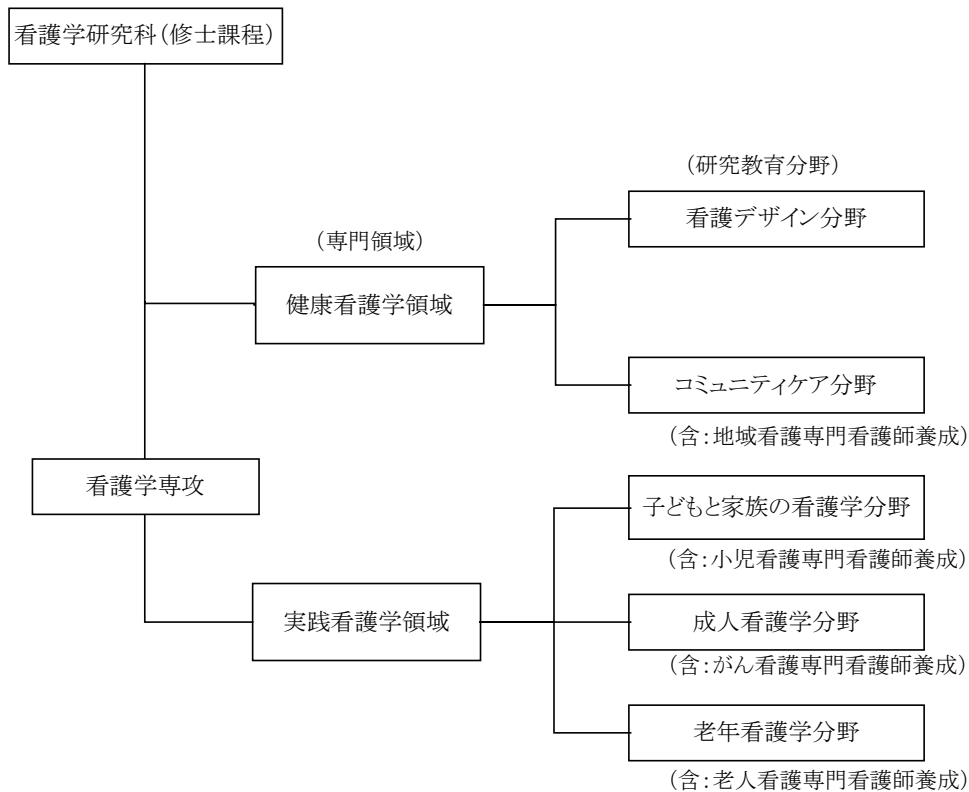 看護学研究科(修士課程)
(研究教育分野)
看護デザイン分野
(専門領域)
健康看護学領域
コミュニティケア分野
(含:地域看護専門看護師養成)
看護学専攻
子どもと家族の看護学分野
(含:小児看護専門看護師養成)
実践看護学領域
成人看護学分野
(含:がん看護専門看護師養成)
老年看護学分野
(含:老人看護専門看護師養成)